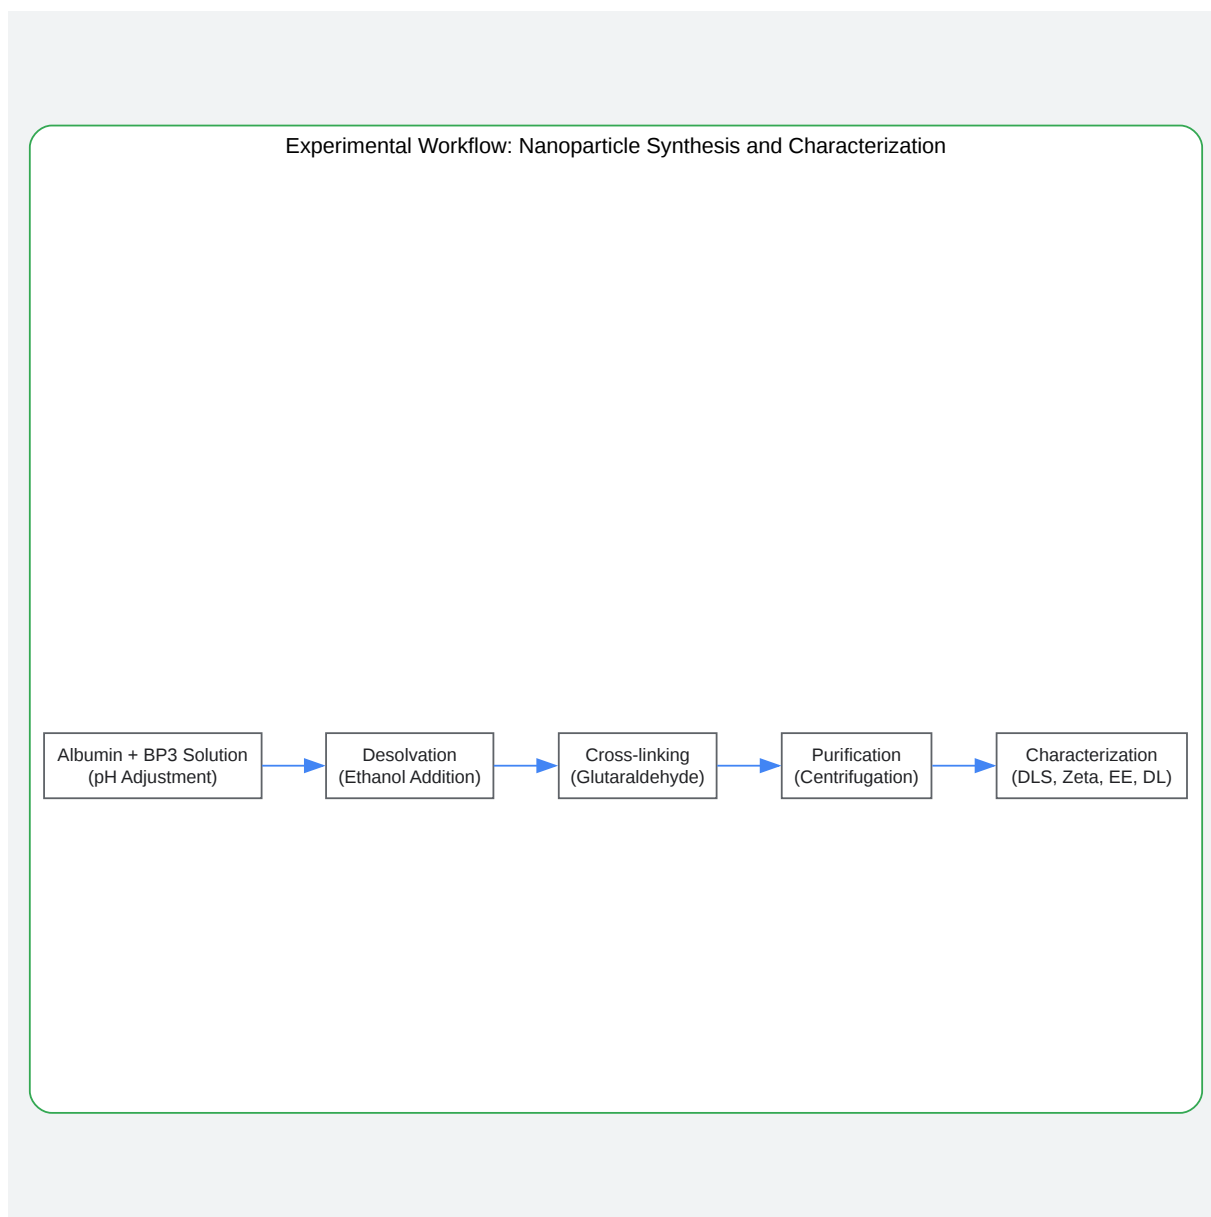 Experimental Workflow: Nanoparticle Synthesis and Characterization
Albumin + BP3 Solution
(pH Adjustment)
Desolvation
(Ethanol Addition)
Cross-linking
(Glutaraldehyde)
Purification
(Centrifugation)
Characterization
(DLS, Zeta, EE, DL)